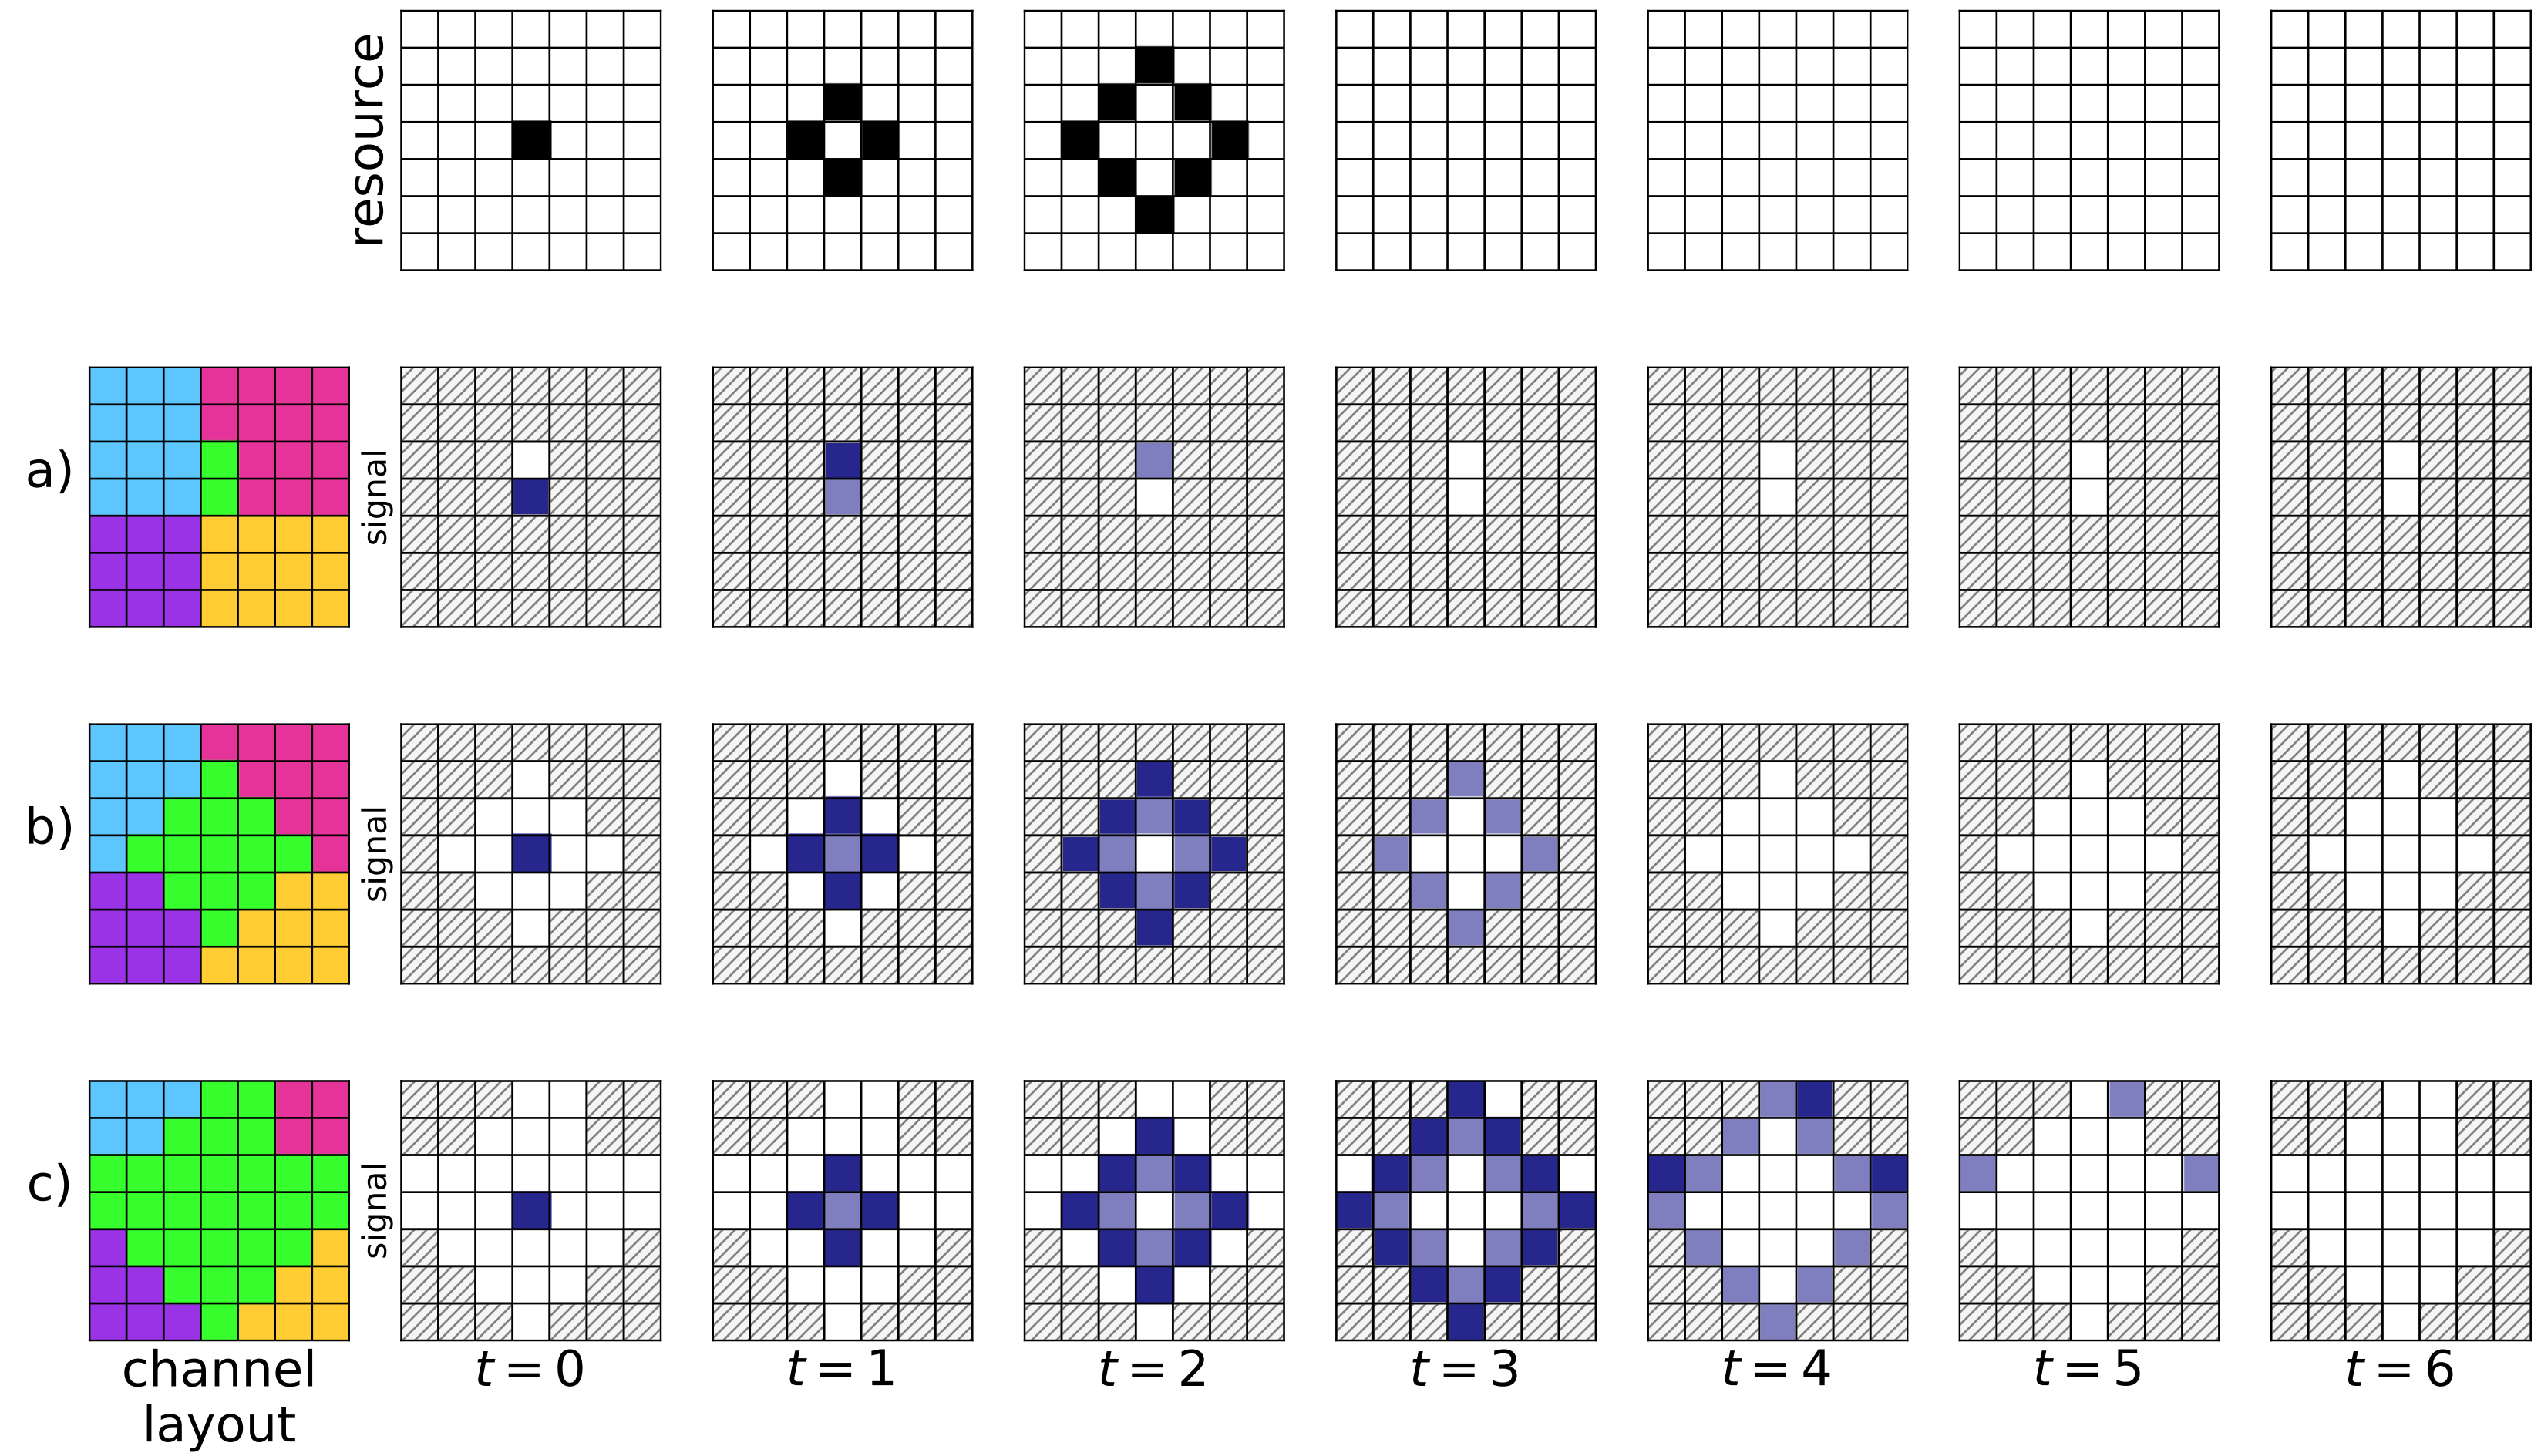 resource
a)
signal
b)
signal
c)
signal
channel
layout
t = 0
t = 1
t = 2
t = 3
t = 4
t = 5
t = 6